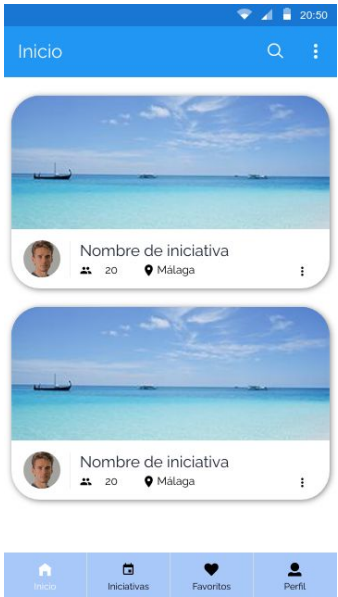 20:50
Inicio
Nombre de iniciativa
20 Málaga
Nombre de iniciativa
20 Málaga
Inicio Iniciativas Favoritos Perfil